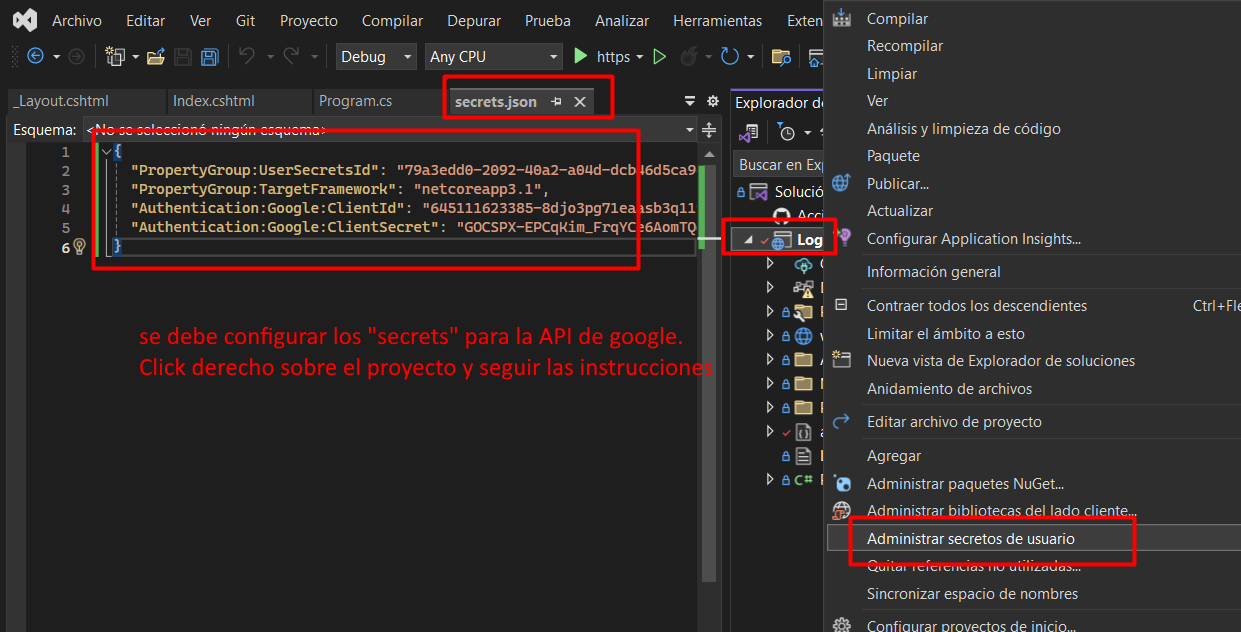 Archivo Editar Ver Git Proyecto Compilar Depurar Prueba Analizar Herramientas Exten
Debug Any CPU https
_Layout.cshtml Index.cshtml Program.cs secrets.json
Esquema: <No se seleccionó ningún esquema>
1 {
2 "PropertyGroup:UserSecretsId": "79a3edd0-2092-40a2-a04d-dcb46d5ca9
3 "PropertyGroup:TargetFramework": "netcoreapp3.1",
4 "Authentication:Google:ClientId": "645111623385-8djo3pg71eaasb3q11
5 "Authentication:Google:ClientSecret": "GOCSPX-EPCqKim_FrqYCe6AomTQ
6 }
se debe configurar los "secrets" para la API de google.
Click derecho sobre el proyecto y seguir las instrucciones
Explorador de
Buscar en Exp
Solució
Acci
Log
Compilar
Recompilar
Limpiar
Ver
Análisis y limpieza de código
Paquete
Publicar...
Actualizar
Configurar Application Insights...
Información general
Contraer todos los descendientes Ctrl+Fle
Limitar el ámbito a esto
Nueva vista de Explorador de soluciones
Anidamiento de archivos
Editar archivo de proyecto
Agregar
Administrar paquetes NuGet...
Administrar bibliotecas del lado cliente...
Administrar secretos de usuario
Quitar referencias no utilizadas...
Sincronizar espacio de nombres
Configurar proyectos de inicio...